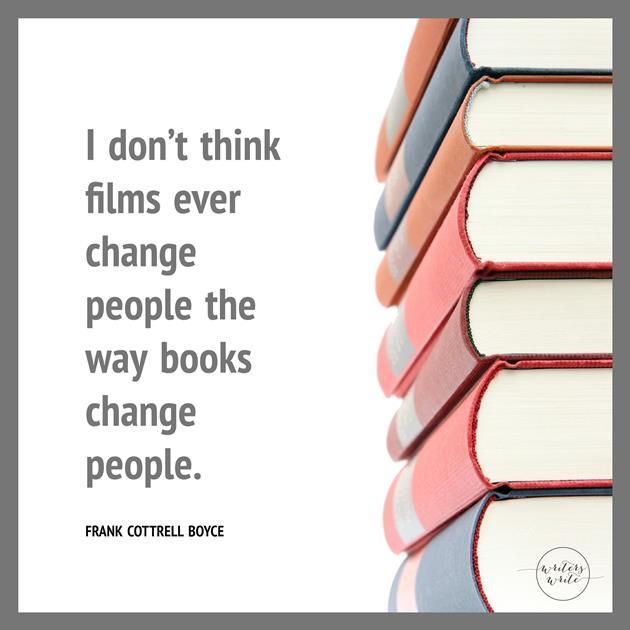 I don't think
films ever
change
people the
way books
change
people.
FRANK COTTRELL BOYCE
writers
write